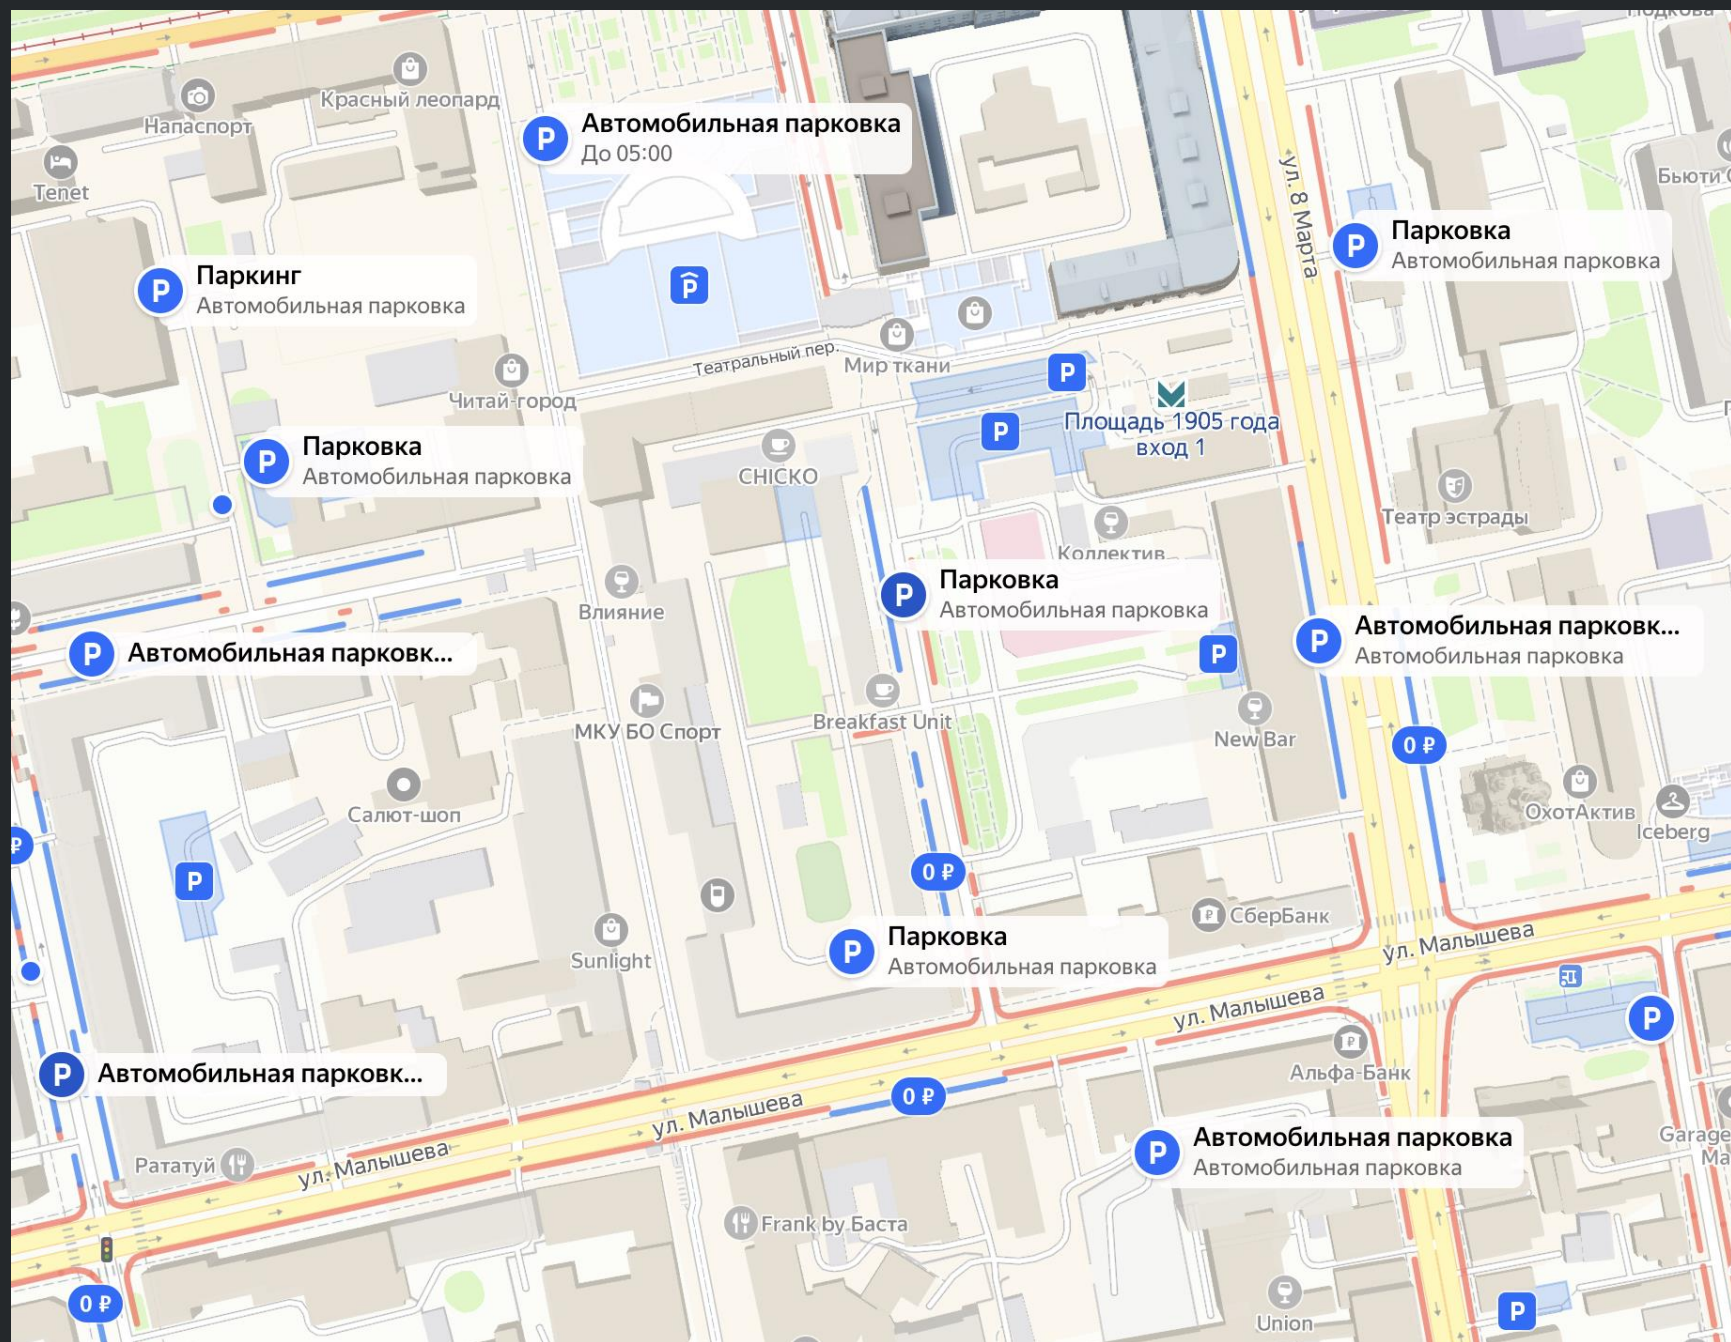 Красный леопард
Напаспорт
Tenet
Автомобильная парковка
До 05:00
ул. 8 Марта
Парковка
Автомобильная парковка
Паркинг
Автомобильная парковка
Театральный пер.
Мир ткани
Читай-город
Площадь 1905 года
вход 1
Парковка
Автомобильная парковка
CHICKO
Театр эстрады
Коллектив
Влияние
Парковка
Автомобильная парковка
Автомобильная парковк...
Автомобильная парковка
Автомобильная парковк...
МКУ БО Спорт
Breakfast Unit
New Bar
0 ₽
Салют-шоп
ОхотАктив
Iceberg
P
0 ₽
СберБанк
Sunlight
Парковка
Автомобильная парковка
ул. Малышева
ул. Малышева
Альфа-Банк
Автомобильная парковк...
0 ₽
ул. Малышева
ул. Малышева
Рататуй
Автомобильная парковка
Автомобильная парковка
Garage
Frank by Баста
0 ₽
Union
P